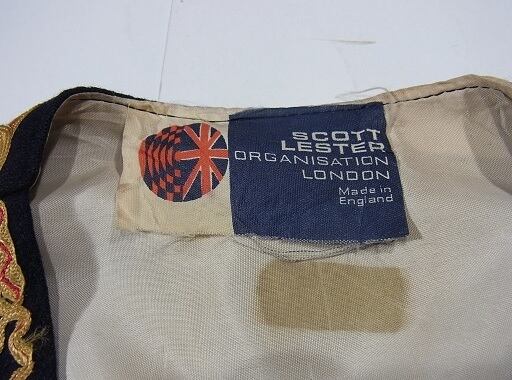 SCOTT
LESTER
ORGANISATION
LONDON
Made in
England